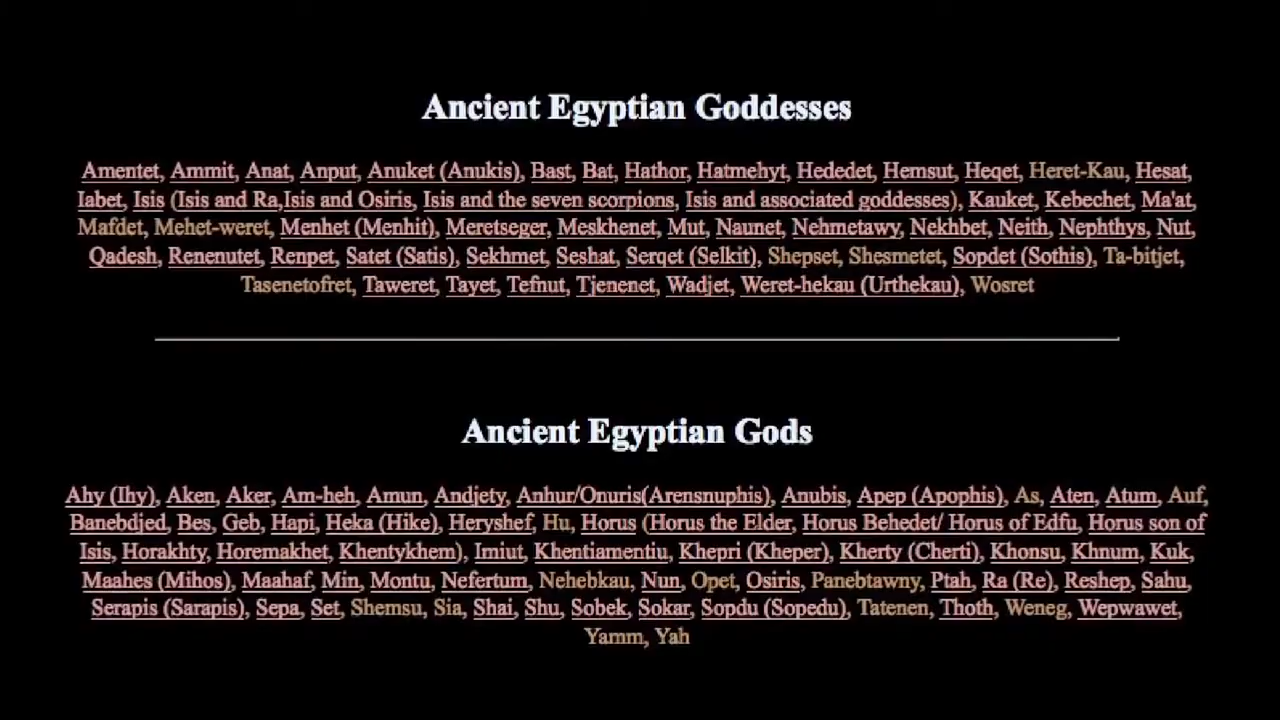 Ancient Egyptian Goddesses
Amentet, Ammit, Anat, Anput, Anuket (Anukis), Bast, Bat, Hathor, Hatmehyt, Hededet, Hemsut, Heqet, Heret-Kau, Hesat,
Iabet, Isis (Isis and Ra,Isis and Osiris, Isis and the seven scorpions, Isis and associated goddesses), Kauket, Kebechet, Ma'at,
Mafdet, Mehet-weret, Menhet (Menhit), Meretseger, Meskhenet, Mut, Naunet, Nehmetawy, Nekhbet, Neith, Nephthys, Nut,
Qadesh, Renenutet, Renpet, Satet (Satis), Sekhmet, Seshat, Serqet (Selkit), Shepset, Shesmetet, Sopdet (Sothis), Ta-bitjet,
Tasenetofret, Taweret, Tayet, Tefnut, Tjenenet, Wadjet, Weret-hekau (Urthekau), Wosret
Ancient Egyptian Gods
Ahy (Ihy), Aken, Aker, Am-heh, Amun, Andjety, Anhur/Onuris(Arensnuphis), Anubis, Apep (Apophis), As, Aten, Atum, Auf,
Banebdjed, Bes, Geb, Hapi, Heka (Hike), Heryshef, Hu, Horus (Horus the Elder, Horus Behedet/ Horus of Edfu, Horus son of
Isis, Horakhty, Horemakhet, Khentykhem), Imiut, Khentiamentiu, Khepri (Kheper), Kherty (Cherti), Khonsu, Khnum, Kuk,
Maahes (Mihos), Maahaf, Min, Montu, Nefertum, Nehebkau, Nun, Opet, Osiris, Panebtawny, Ptah, Ra (Re), Reshep, Sahu,
Serapis (Sarapis), Sepa, Set, Shemsu, Sia, Shai, Shu, Sobek, Sokar, Sopdu (Sopedu), Tatenen, Thoth, Weneg, Wepwawet,
Yamm, Yah